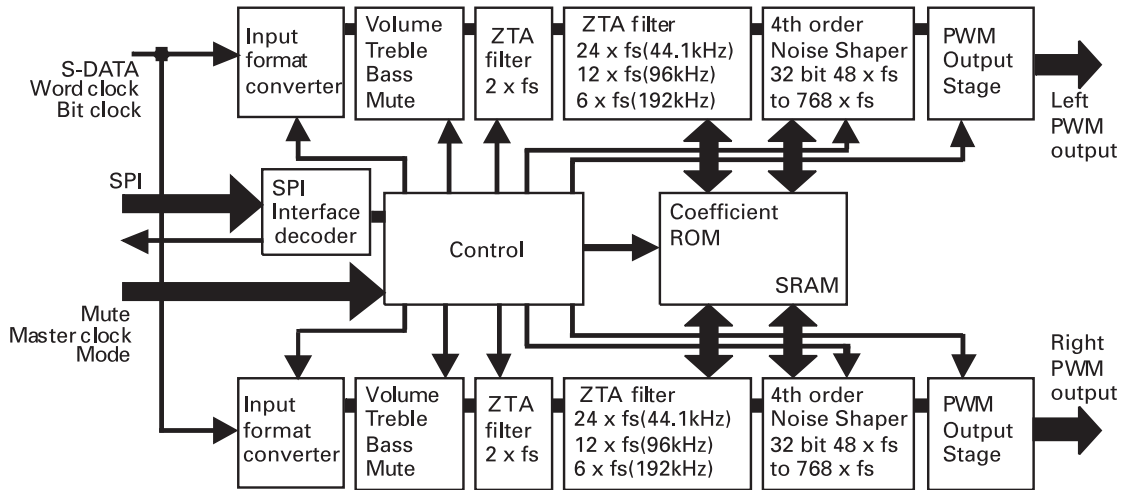 S-DATA
Word clock
Bit clock
Input
format
converter
Volume
Treble
Bass
Mute
ZTA
filter
2 x fs
ZTA filter
24 x fs(44.1kHz)
12 x fs(96kHz)
6 x fs(192kHz)
4th order
Noise Shaper
32 bit 48 x fs
to 768 x fs
PWM
Output
Stage
Left
PWM
output
SPI
SPI
Interface
decoder
Control
Coefficient
ROM
SRAM
Mute
Master clock
Mode
Input
format
converter
Volume
Treble
Bass
Mute
ZTA
filter
2 x fs
ZTA filter
24 x fs(44.1kHz)
12 x fs(96kHz)
6 x fs(192kHz)
4th order
Noise Shaper
32 bit 48 x fs
to 768 x fs
PWM
Output
Stage
Right
PWM
output